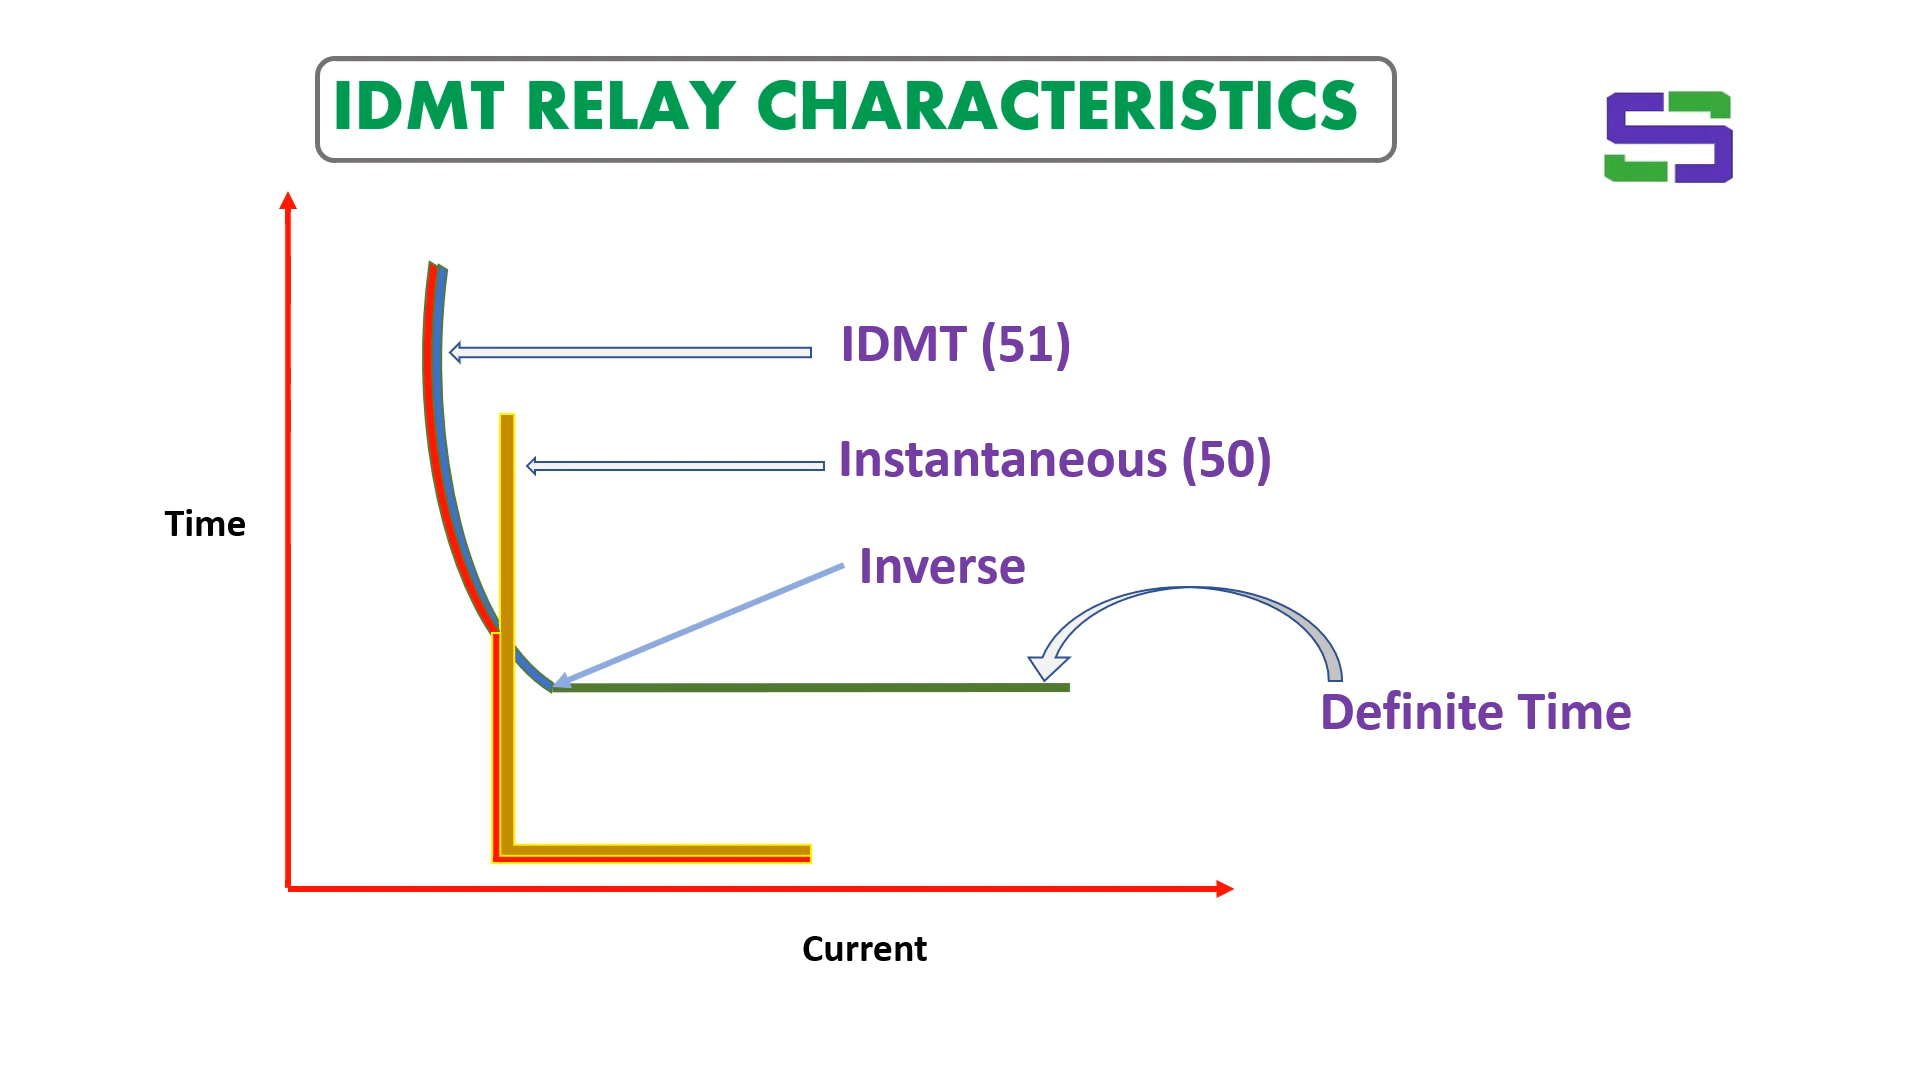 IDMT RELAY CHARACTERISTICS
IDMT (51)
Instantaneous (50)
Time
Inverse
Definite Time
Current